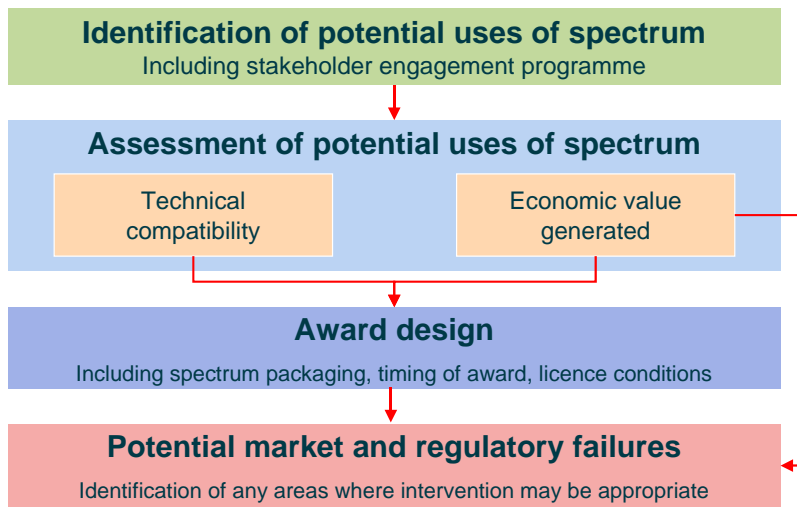 Identification of potential uses of spectrum
Including stakeholder engagement programme
Assessment of potential uses of spectrum
Technical
compatibility
Economic value
generated
Award design
Including spectrum packaging, timing of award, licence conditions
Potential market and regulatory failures
Identification of any areas where intervention may be appropriate